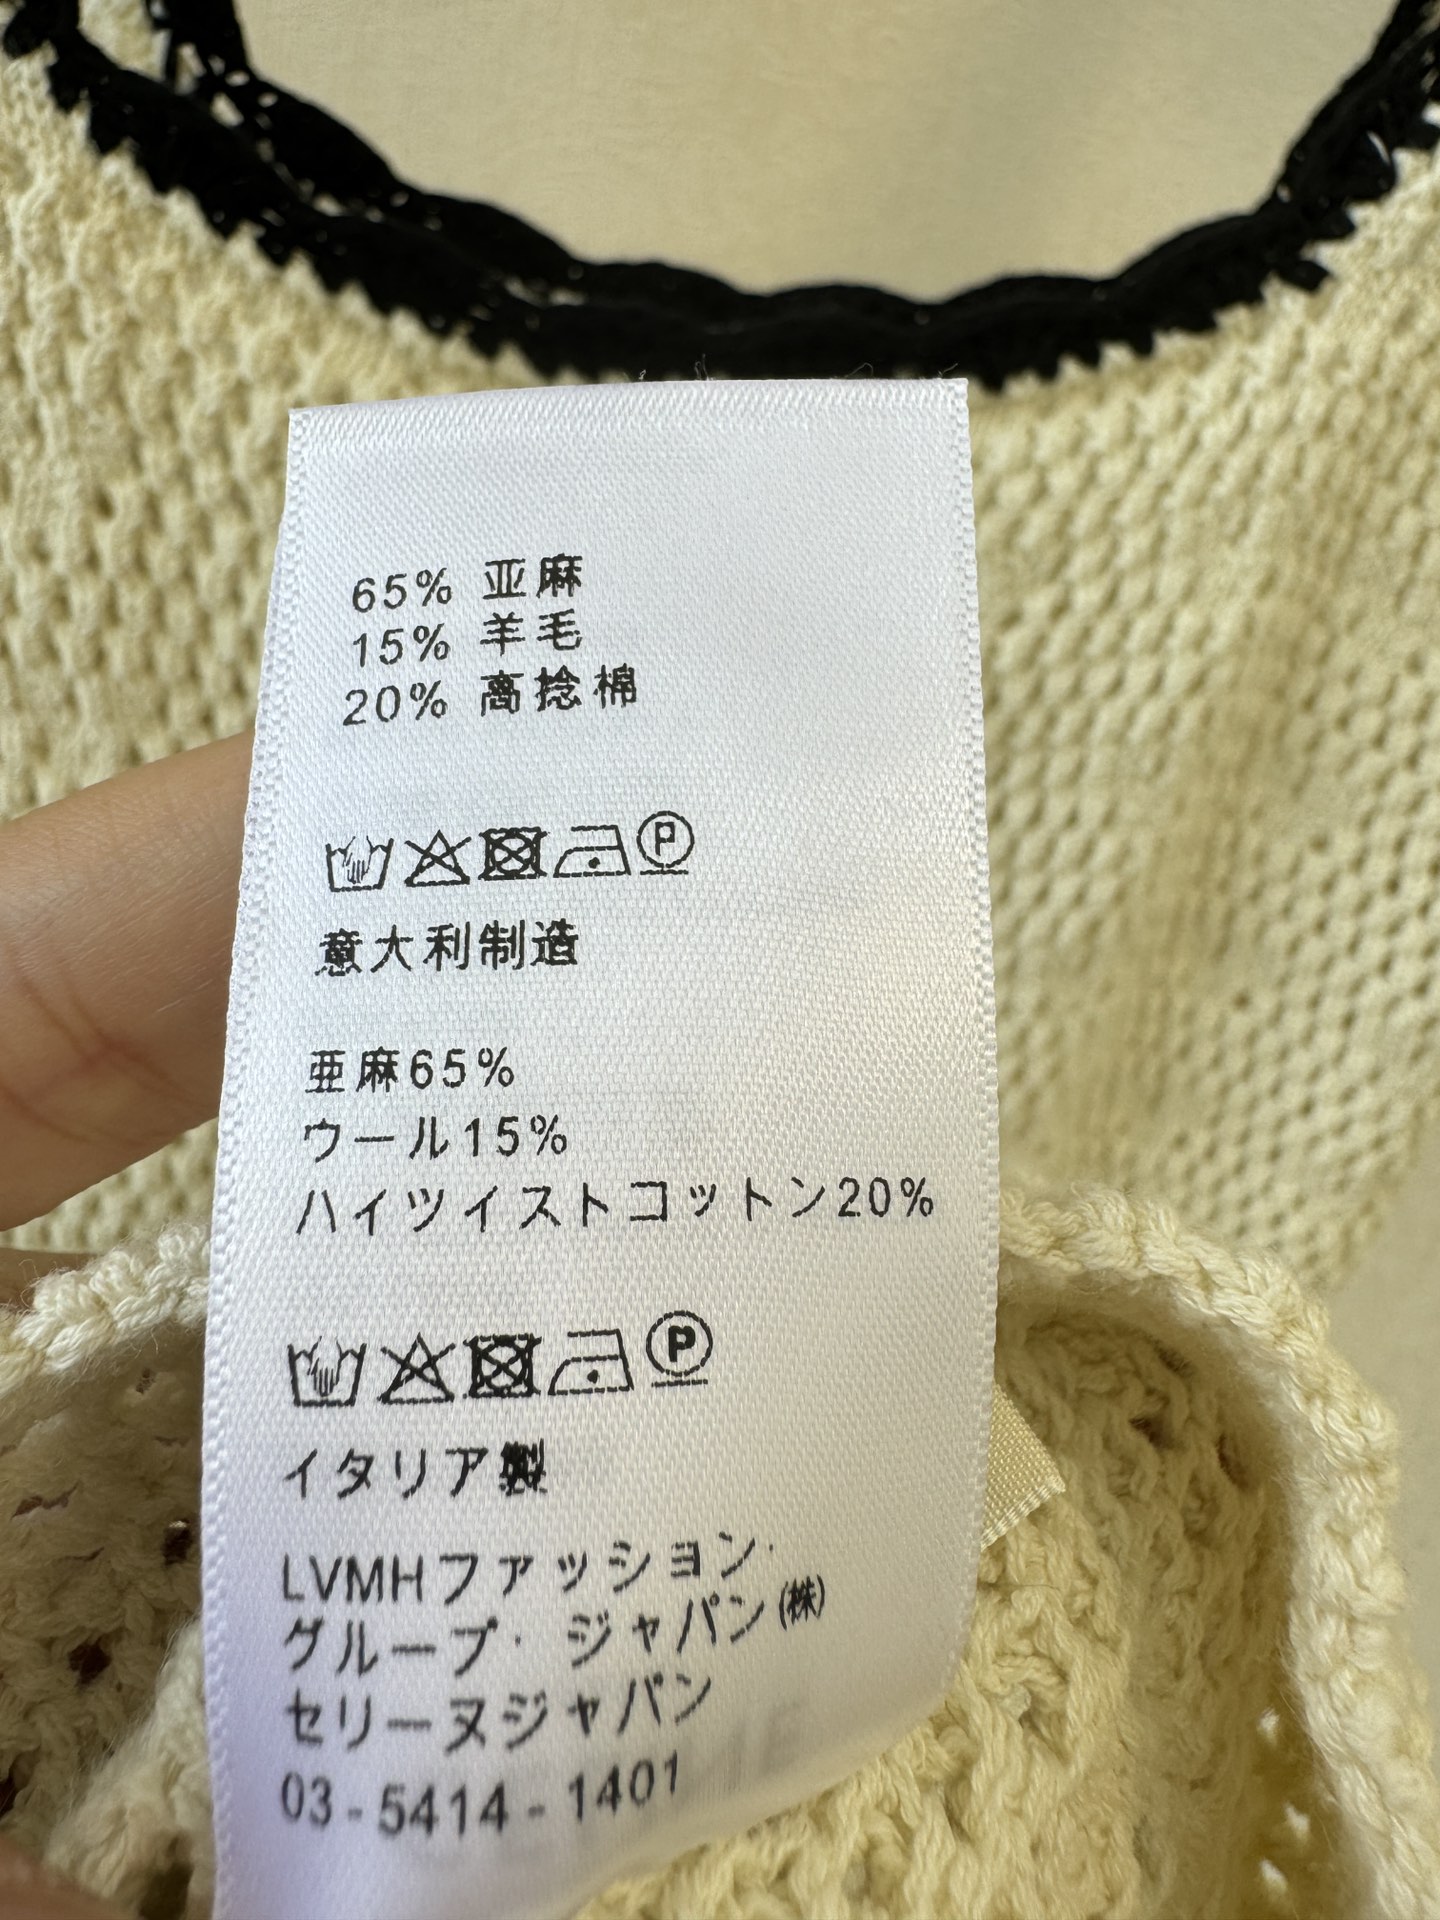 65% 亚麻
15% 羊毛
20% 高捻棉
P
意大利制造
亜麻65%
ウール15%
ハイツイストコットン20%
P
イタリア製
LVMHファッション・
グループ・ジャパン(株)
セリーヌジャパン
03-5414-1401